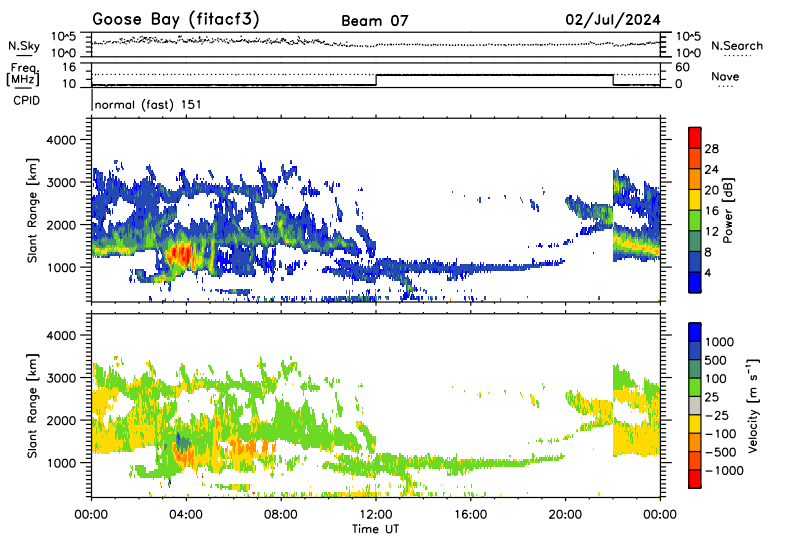 Goose Bay (fitacf3) Beam 07 02/Jul/2024
N.Sky 10^5 10^0 10^5 10^0 N.Search
Freq. [MHz] 16 10 60 0 Nave
CPID normal (fast) 151
Slant Range [km]
4000
3000
2000
1000
28
24
20
16
12
8
4
Power [dB]
Slant Range [km]
4000
3000
2000
1000
1000
500
100
25
−25
−100
−500
−1000
Velocity [m s⁻¹]
00:00 04:00 08:00 12:00 16:00 20:00 00:00
Time UT